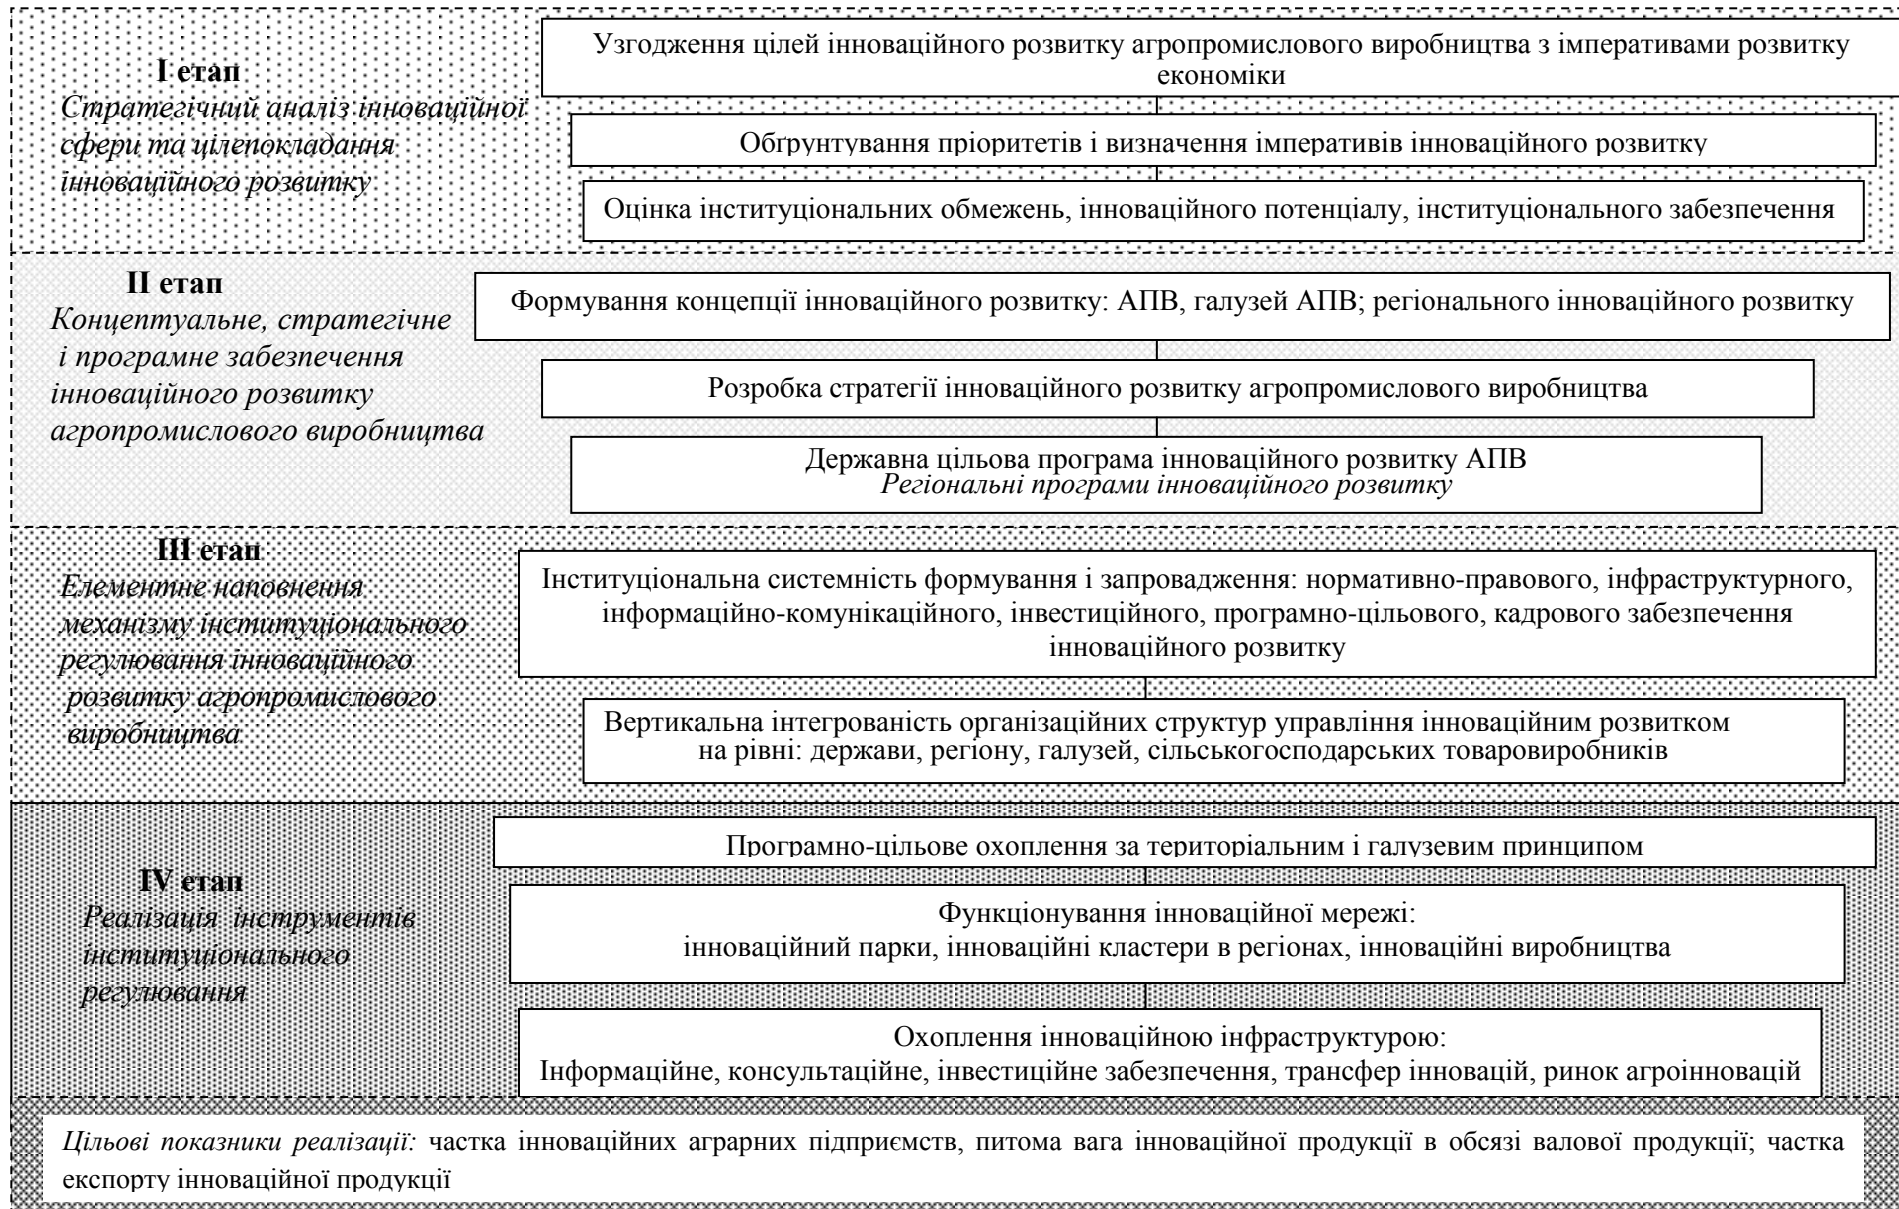 І етап
Стратегічний аналіз інноваційної
сфери та цілепокладання
інноваційного розвитку
Узгодження цілей інноваційного розвитку агропромислового виробництва з імперативами розвитку
економіки
Обґрунтування пріоритетів і визначення імперативів інноваційного розвитку
Оцінка інституціональних обмежень, інноваційного потенціалу, інституціонального забезпечення
ІІ етап
Концептуальне, стратегічне
і програмне забезпечення
інноваційного розвитку
агропромислового виробництва
Формування концепції інноваційного розвитку: АПВ, галузей АПВ; регіонального інноваційного розвитку
Розробка стратегії інноваційного розвитку агропромислового виробництва
Державна цільова програма інноваційного розвитку АПВ
Регіональні програми інноваційного розвитку
ІІІ етап
Елементне наповнення
механізму інституціонального
регулювання інноваційного
розвитку агропромислового
виробництва
Інституціональна системність формування і запровадження: нормативно-правового, інфраструктурного,
інформаційно-комунікаційного, інвестиційного, програмно-цільового, кадрового забезпечення
інноваційного розвитку
Вертикальна інтегрованість організаційних структур управління інноваційним розвитком
на рівні: держави, регіону, галузей, сільськогосподарських товаровиробників
ІV етап
Реалізація інструментів
інституціонального
регулювання
Програмно-цільове охоплення за територіальним і галузевим принципом
Функціонування інноваційної мережі:
інноваційний парки, інноваційні кластери в регіонах, інноваційні виробництва
Охоплення інноваційною інфраструктурою:
Інформаційне, консультаційне, інвестиційне забезпечення, трансфер інновацій, ринок агроінновацій
Цільові показники реалізації: частка інноваційних аграрних підприємств, питома вага інноваційної продукції в обсязі валової продукції; частка
експорту інноваційної продукції